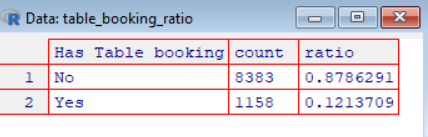 R Data: table_booking_ratio
Has Table booking count ratio
1 No 8383 0.8786291
2 Yes 1158 0.1213709